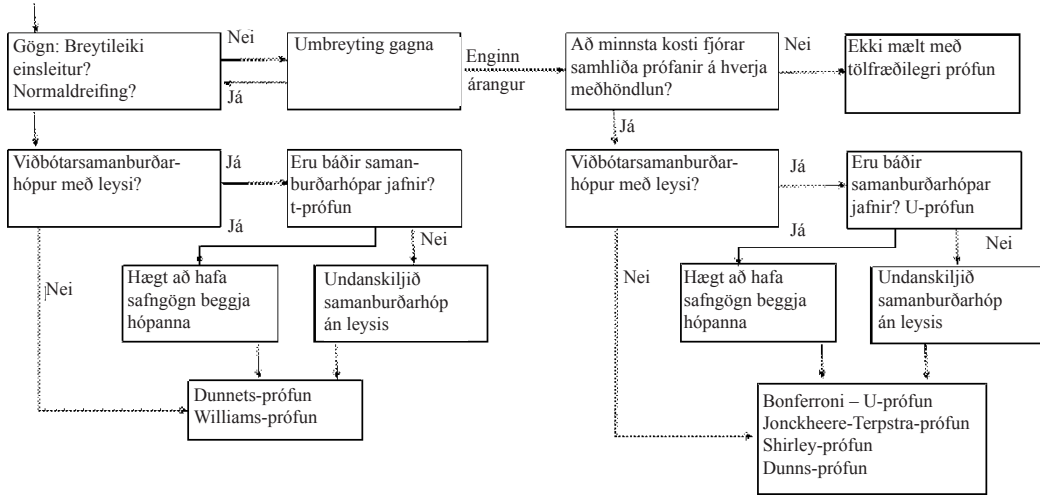 Gögn: Breytileiki
einsleitur?
Normaldreifing?
Nei
Já
Umbreyting gagna
Enginn
árangur
Að minnsta kosti fjórar
samhliða prófanir á hverja
meðhöndlun?
Nei
Ekki mælt með
tölfræðilegri prófun
Já
Viðbótarsamanburðar-
hópur með leysi?
Já
Eru báðir saman-
burðarhópar jafnir?
t-prófun
Já
Nei
Nei
Hægt að hafa
safngögn beggja
hópanna
Undanskiljið
samanburðarhóp
án leysis
Dunnets-prófun
Williams-prófun
Viðbótarsamanburðar-
hópur með leysi?
Já
Eru báðir
samanburðarhópar
jafnir? U-prófun
Já
Nei
Nei
Hægt að hafa
safngögn beggja
hópanna
Undanskiljið
samanburðarhóp
án leysis
Bonferroni – U-prófun
Jonckheere-Terpstra-prófun
Shirley-prófun
Dunns-prófun